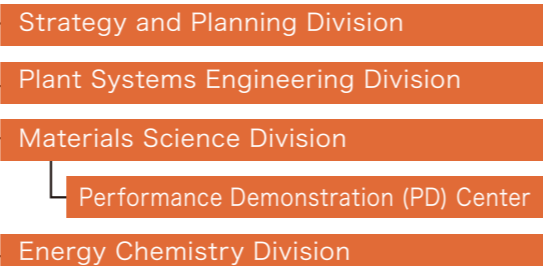 Strategy and Planning Division
Plant Systems Engineering Division
Materials Science Division
Performance Demonstration (PD) Center
Energy Chemistry Division